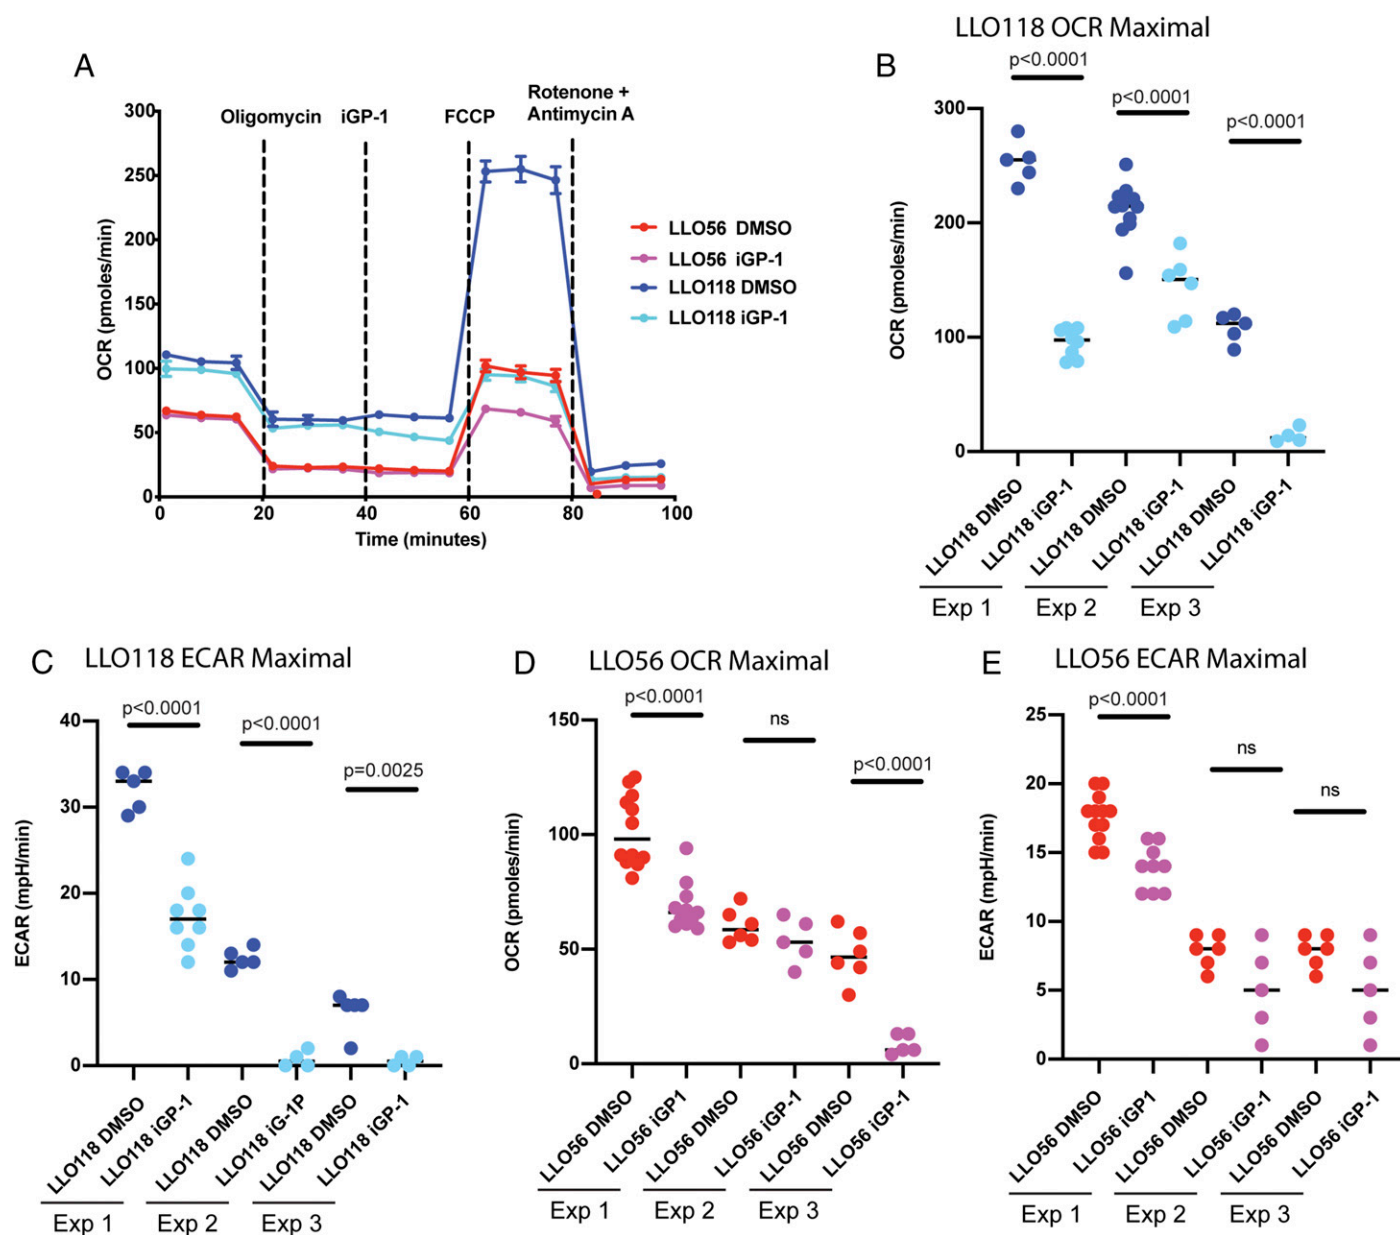 A
Oligomycin
iGP-1
FCCP
Rotenone +
Antimycin A
300
250
200
150
100
50
0
OCR (pmoles/min)
0
20
40
60
80
100
Time (minutes)
LLO56 DMSO
LLO56 iGP-1
LLO118 DMSO
LLO118 iGP-1
B
LLO118 OCR Maximal
p<0.0001
p<0.0001
p<0.0001
300
200
100
0
OCR (pmoles/min)
LLO118 DMSO
LLO118 iGP-1
LLO118 DMSO
LLO118 iGP-1
LLO118 DMSO
LLO118 iGP-1
Exp 1
Exp 2
Exp 3
C
LLO118 ECAR Maximal
p<0.0001
p<0.0001
p=0.0025
40
30
20
10
0
ECAR (mpH/min)
LLO118 DMSO
LLO118 iGP-1
LLO118 DMSO
LLO118 iG-1P
LLO118 DMSO
LLO118 iGP-1
Exp 1
Exp 2
Exp 3
D
LLO56 OCR Maximal
p<0.0001
ns
p<0.0001
150
100
50
0
OCR (pmoles/min)
LLO56 DMSO
LLO56 iGP1
LLO56 DMSO
LLO56 iGP-1
LLO56 DMSO
LLO56 iGP-1
Exp 1
Exp 2
Exp 3
E
LLO56 ECAR Maximal
p<0.0001
ns
ns
25
20
15
10
5
0
ECAR (mpH/min)
LLO56 DMSO
LLO56 iGP-1
LLO56 DMSO
LLO56 iGP-1
LLO56 DMSO
LLO56 iGP-1
Exp 1
Exp 2
Exp 3